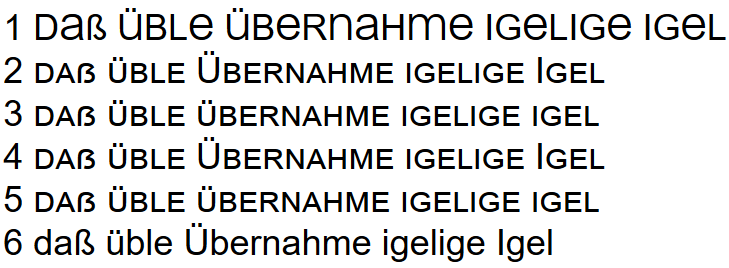 1 Daß ÜBLe ÜBeRnaHme IGeLIGe IGeL
2 daß üble Übernahme igelige Igel
3 daß üble übernahme igelige igel
4 daß üble Übernahme igelige Igel
5 daß üble übernahme igelige igel
6 daß üble Übernahme igelige Igel